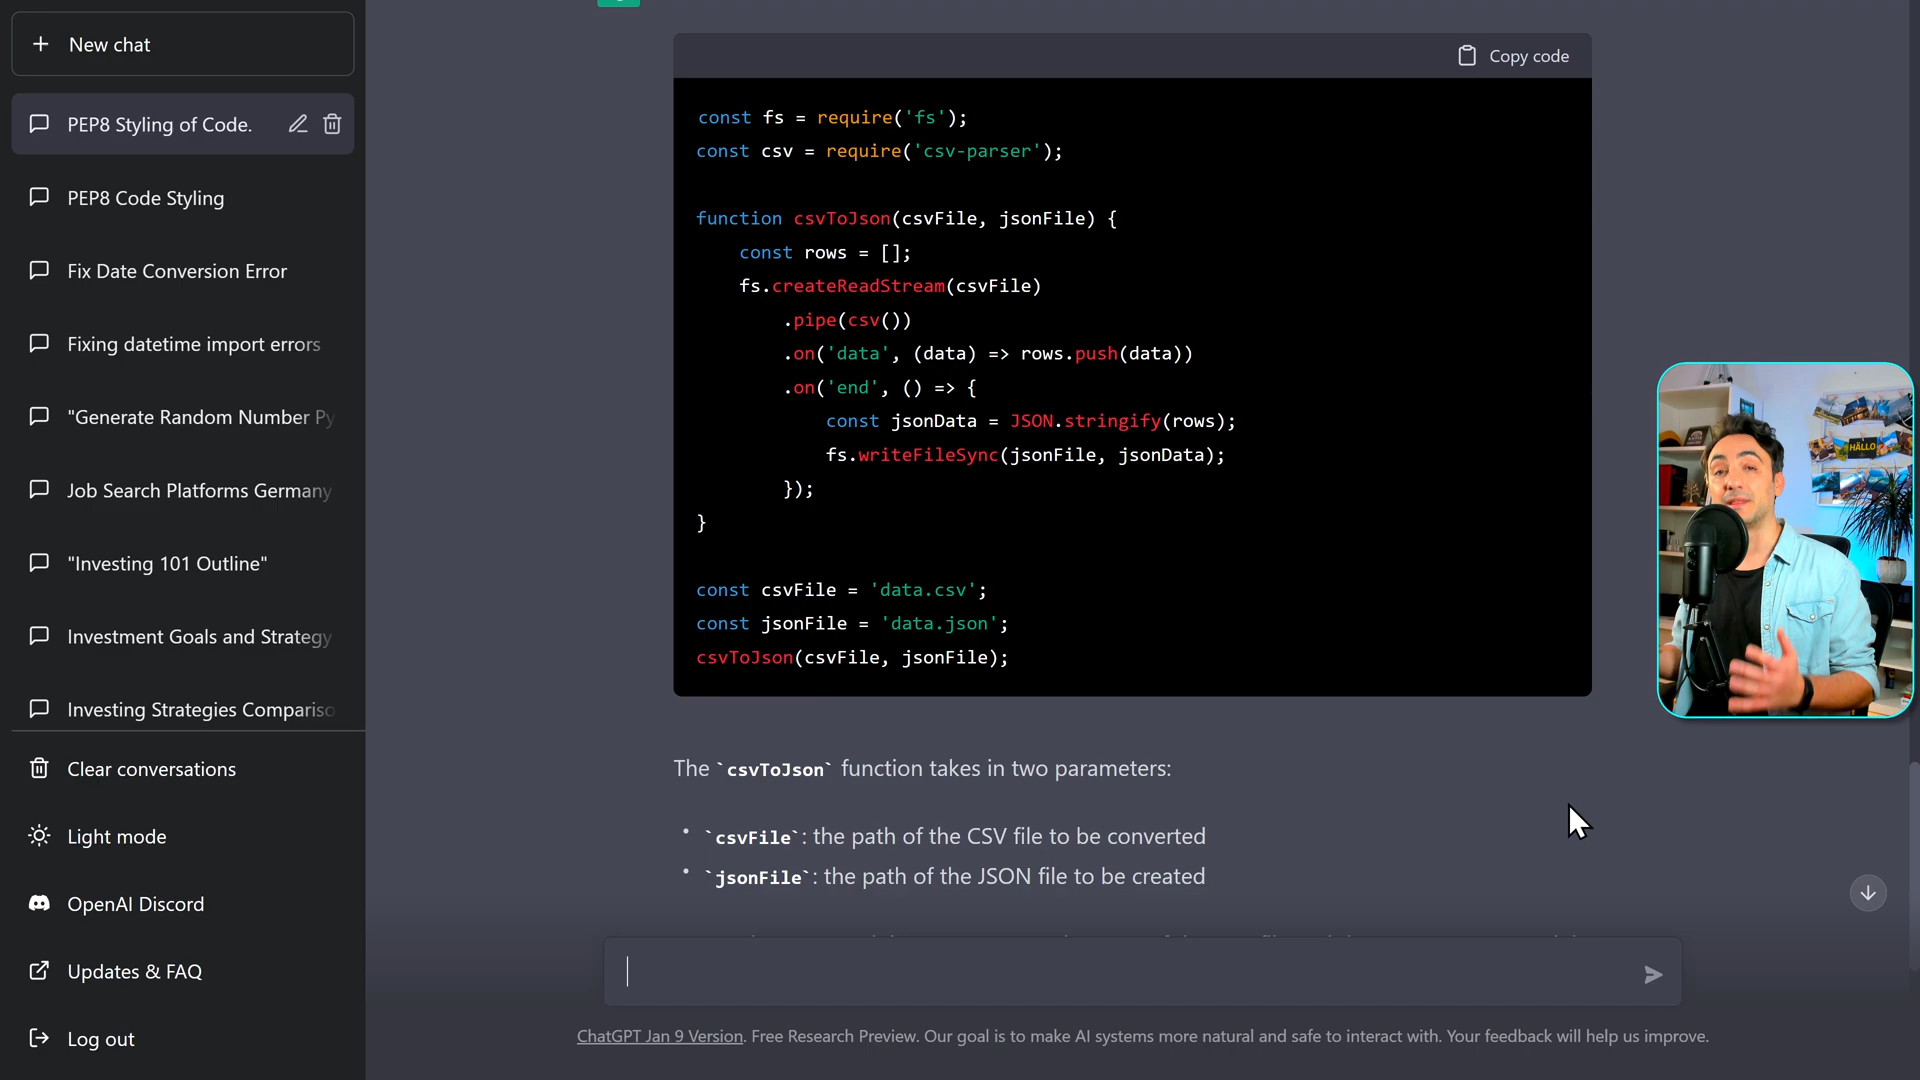 New chat
PEP8 Styling of Code.
PEP8 Code Styling
Fix Date Conversion Error
Fixing datetime import errors
"Generate Random Number Py
Job Search Platforms Germany
"Investing 101 Outline"
Investment Goals and Strategy
Investing Strategies Compariso
Clear conversations
Light mode
OpenAI Discord
Updates & FAQ
Log out
Copy code
const fs = require('fs');
const csv = require('csv-parser');
function csvToJson(csvFile, jsonFile) {
    const rows = [];
    fs.createReadStream(csvFile)
        .pipe(csv())
        .on('data', (data) => rows.push(data))
        .on('end', () => {
            const jsonData = JSON.stringify(rows);
            fs.writeFileSync(jsonFile, jsonData);
        });
}
const csvFile = 'data.csv';
const jsonFile = 'data.json';
csvToJson(csvFile, jsonFile);
HÄLLO
The `csvToJson` function takes in two parameters:
• `csvFile`: the path of the CSV file to be converted
• `jsonFile`: the path of the JSON file to be created
ChatGPT Jan 9 Version. Free Research Preview. Our goal is to make AI systems more natural and safe to interact with. Your feedback will help us improve.